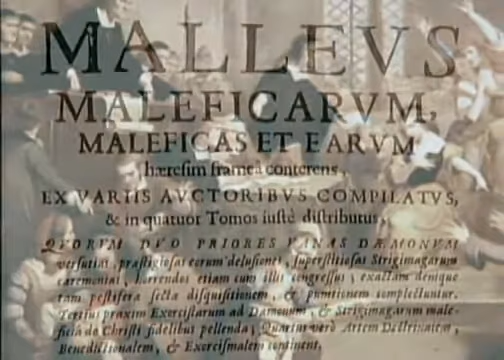 MALLEVS
MALEFICARVM,
MALEFICAS ET EARVM
hæresim frameâ conterens,
EX VARIIS AVCTORIBVS COMPILATVS,
& in quatuor Tomos iustè distributus,
QVORVM DVO PRIORES VANAS DÆMONVM
versutias, præstigiosas eorum delusiones, superstitiosas Strigimagarum
cæremonias, horrendos etiam cum illis congressus; exactam denique
tam pestiferæ sectæ disquisitionem, & punitionem complectuntur.
Tertius praxim Exorcistarum ad Dæmonum, & Strigimagarum male-
ficia de Christi fidelibus pellenda; Quartus verò Artem Doctrinalem,
Benedictionalem, & Exorcismalem continent.